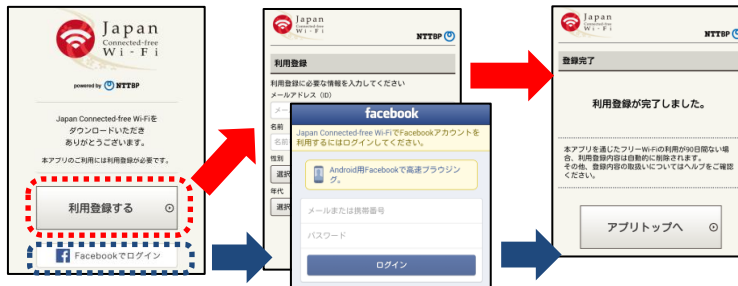 Japan
Connected-free
Wi-Fi
powered by NTTBP
Japan Connected-free Wi-Fiを
ダウンロードいただき
ありがとうございます。
本アプリのご利用には利用登録が必要です。
利用登録する
Facebookでログイン
Japan
Connected-free
Wi-Fi
NTTBP
利用登録
利用登録に必要な情報を入力してください
メールアドレス（ID）
メー
名前
名前
性別
選択
年代
選択
facebook
Japan Connected-free Wi-FiでFacebookアカウントを
利用するにはログインしてください。
Android用Facebookで高速ブラウジン
グ。
メールまたは携帯番号
パスワード
ログイン
Japan
Connected-free
Wi-Fi
NTTBP
登録完了
利用登録が完了しました。
本アプリを通じたフリーWi-Fiの利用が90日間ない場
合、利用登録内容は自動的に削除されます。
その他、登録内容の取扱いについてはヘルプをご確認
ください。
アプリトップへ